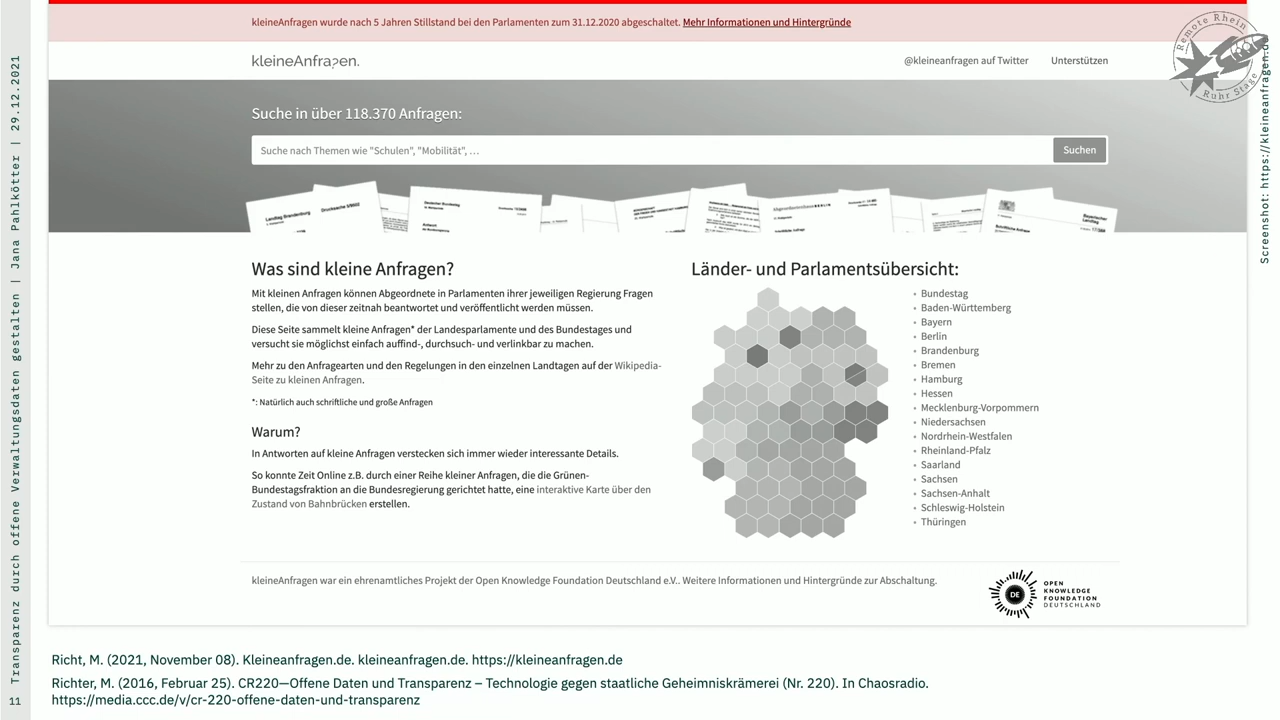 kleineAnfragen wurde nach 5 Jahren Stillstand bei den Parlamenten zum 31.12.2020 abgeschaltet. Mehr Informationen und Hintergründe
kleineAnfragen.
@kleineanfragen auf Twitter
Unterstützen
Remote Rhein
Ruhr Stage
Suche in über 118.370 Anfragen:
Suche nach Themen wie "Schulen", "Mobilität", …
Suchen
Landtag Brandenburg
Deutscher Bundestag
Bayerischer
Landtag
Was sind kleine Anfragen?
Mit kleinen Anfragen können Abgeordnete in Parlamenten ihrer jeweiligen Regierung Fragen
stellen, die von dieser zeitnah beantwortet und veröffentlicht werden müssen.
Diese Seite sammelt kleine Anfragen* der Landesparlamente und des Bundestages und
versucht sie möglichst einfach auffind-, durchsuch- und verlinkbar zu machen.
Mehr zu den Anfragearten und den Regelungen in den einzelnen Landtagen auf der Wikipedia-
Seite zu kleinen Anfragen.
*: Natürlich auch schriftliche und große Anfragen
Warum?
In Antworten auf kleine Anfragen verstecken sich immer wieder interessante Details.
So konnte Zeit Online z.B. durch einer Reihe kleiner Anfragen, die die Grünen-
Bundestagsfraktion an die Bundesregierung gerichtet hatte, eine interaktive Karte über den
Zustand von Bahnbrücken erstellen.
Länder- und Parlamentsübersicht:
Bundestag
Baden-Württemberg
Bayern
Berlin
Brandenburg
Bremen
Hamburg
Hessen
Mecklenburg-Vorpommern
Niedersachsen
Nordrhein-Westfalen
Rheinland-Pfalz
Saarland
Sachsen
Sachsen-Anhalt
Schleswig-Holstein
Thüringen
kleineAnfragen war ein ehrenamtliches Projekt der Open Knowledge Foundation Deutschland e.V.. Weitere Informationen und Hintergründe zur Abschaltung.
DE
OPEN
KNOWLEDGE
FOUNDATION
DEUTSCHLAND
Richt, M. (2021, November 08). Kleineanfragen.de. kleineanfragen.de. https://kleineanfragen.de
Richter, M. (2016, Februar 25). CR220—Offene Daten und Transparenz – Technologie gegen staatliche Geheimniskrämerei (Nr. 220). In Chaosradio.
https://media.ccc.de/v/cr-220-offene-daten-und-transparenz
11 Transparenz durch offene Verwaltungsdaten gestalten | Jana Pahlkötter | 29.12.2021
Screenshot: https://kleineanfragen.de